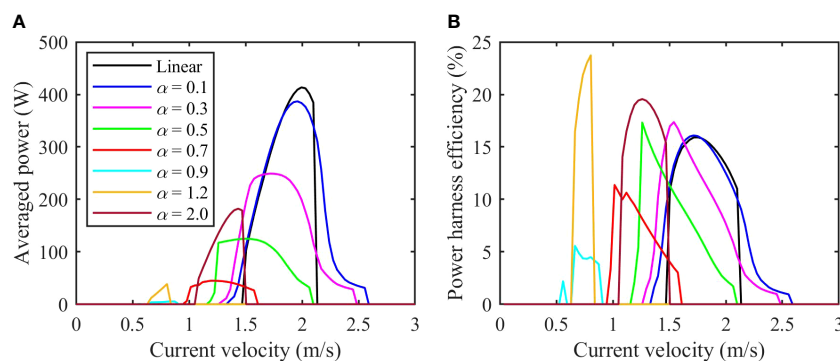 A
Averaged power (W)
500
400
300
200
100
0
Linear
α = 0.1
α = 0.3
α = 0.5
α = 0.7
α = 0.9
α = 1.2
α = 2.0
0 0.5 1 1.5 2 2.5 3
Current velocity (m/s)
B
Power harness efficiency (%)
25
20
15
10
5
0
0 0.5 1 1.5 2 2.5 3
Current velocity (m/s)